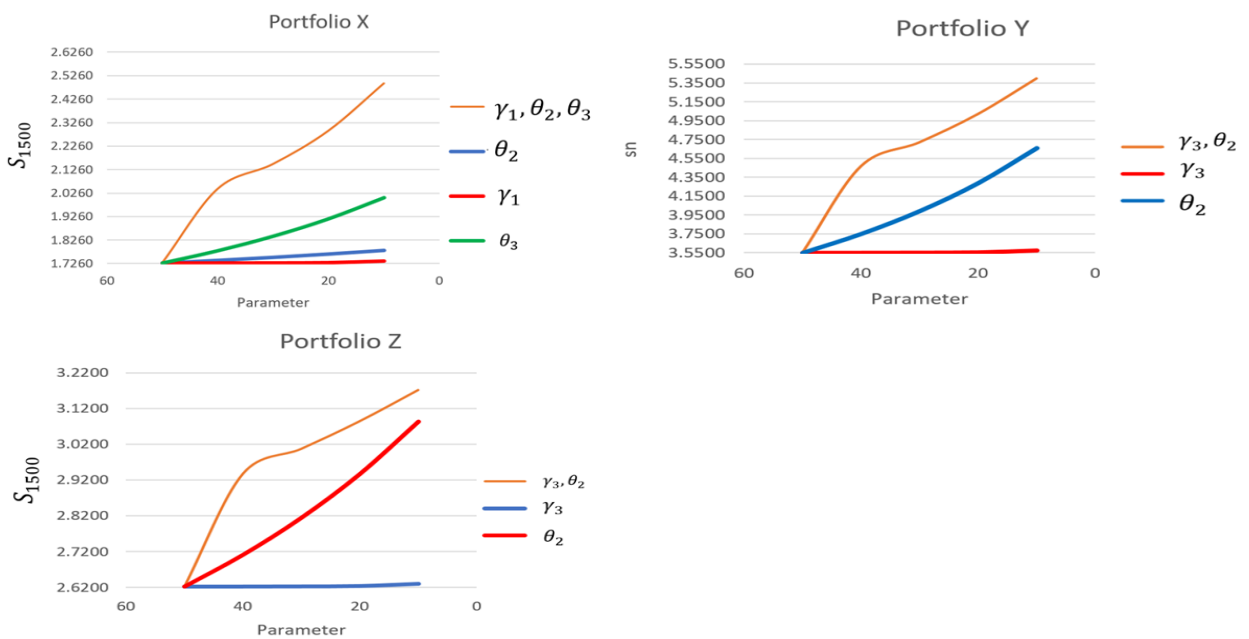 Portfolio X
S₁₅₀₀
2.6260
2.5260
2.4260
2.3260
2.2260
2.1260
2.0260
1.9260
1.8260
1.7260
60
40
20
0
Parameter
γ₁, θ₂, θ₃
θ₂
γ₁
θ₃
Portfolio Y
sn
5.5500
5.3500
5.1500
4.9500
4.7500
4.5500
4.3500
4.1500
3.9500
3.7500
3.5500
60
40
20
0
Parameter
γ₃, θ₂
γ₃
θ₂
Portfolio Z
S₁₅₀₀
3.2200
3.1200
3.0200
2.9200
2.8200
2.7200
2.6200
60
40
20
0
Parameter
γ₃, θ₂
γ₃
θ₂